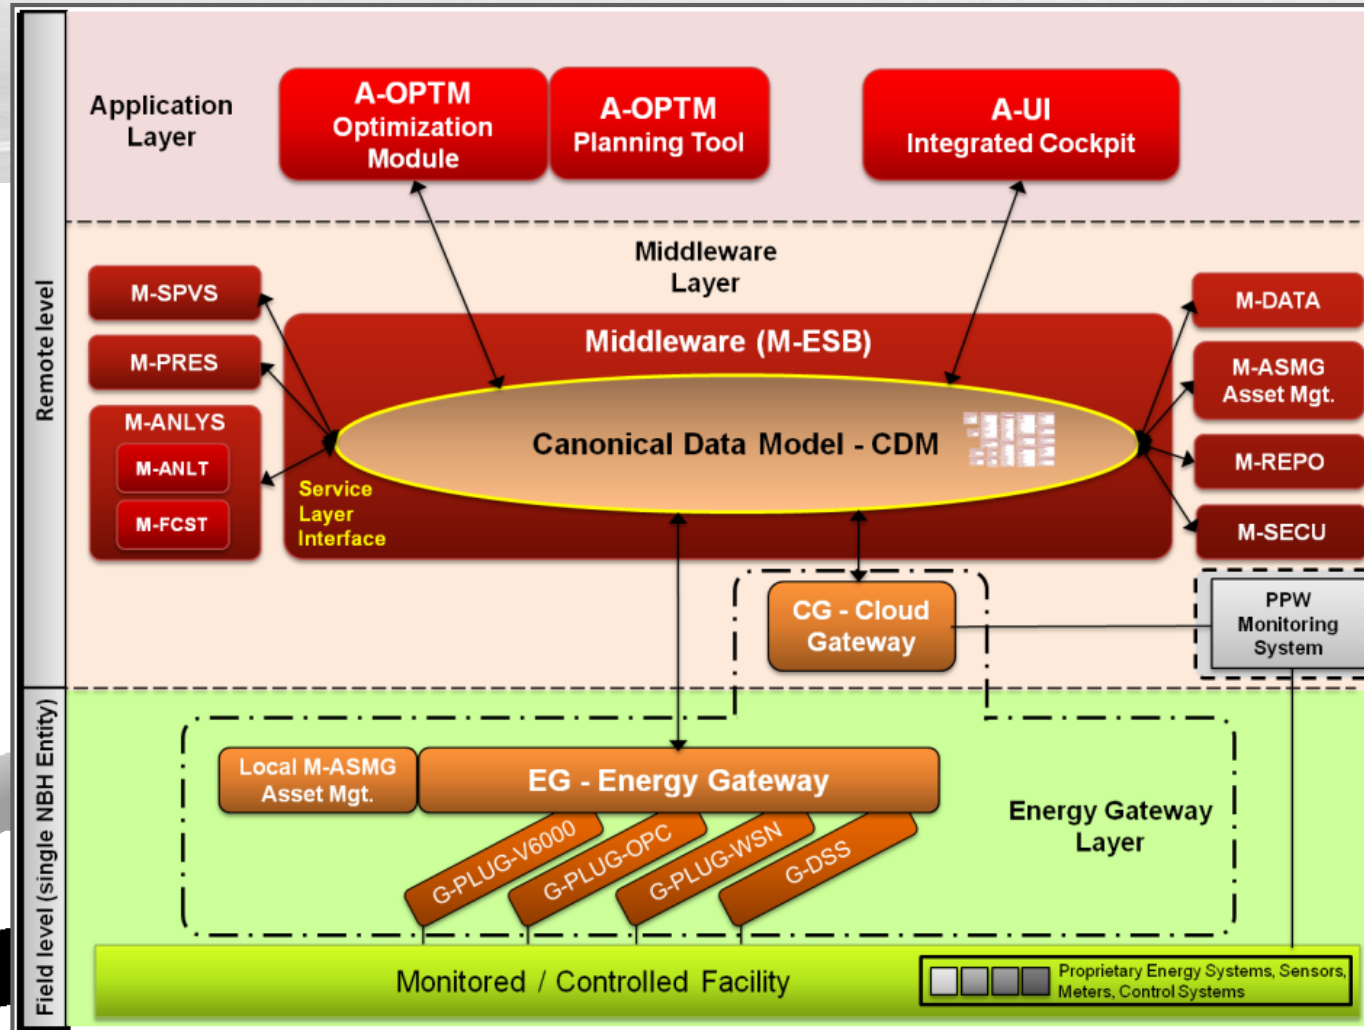 Application
Layer
A-OPTM
Optimization
Module
A-OPTM
Planning Tool
A-UI
Integrated Cockpit
Remote level
Middleware
Layer
M-SPVS
M-PRES
M-ANLYS
M-ANLT
M-FCST
Middleware (M-ESB)
Canonical Data Model - CDM
Service
Layer
Interface
M-DATA
M-ASMG
Asset Mgt.
M-REPO
M-SECU
CG - Cloud
Gateway
PPW
Monitoring
System
Field level (single NBH Entity)
Local M-ASMG
Asset Mgt.
EG - Energy Gateway
Energy Gateway
Layer
G-PLUG-V6000
G-PLUG-OPC
G-PLUG-WSN
G-DSS
Monitored / Controlled Facility
Proprietary Energy Systems, Sensors,
Meters, Control Systems